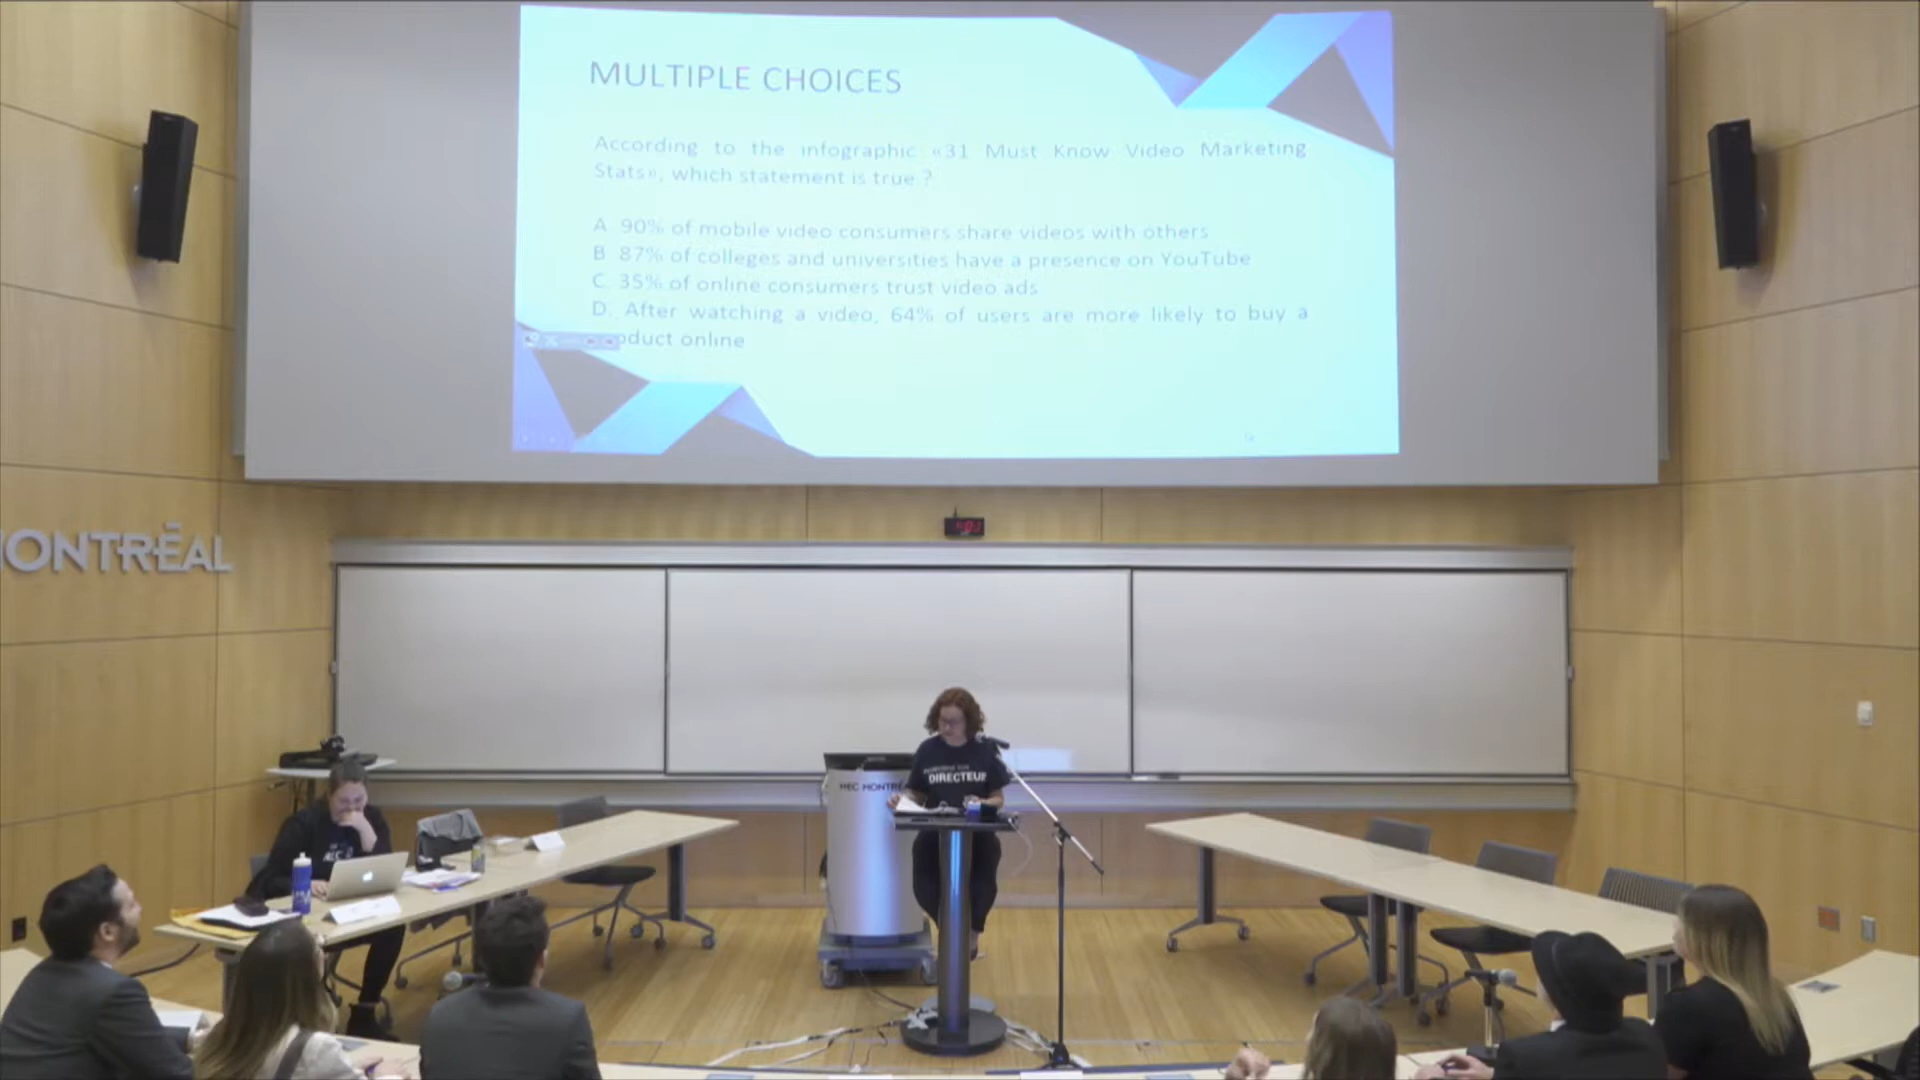 MULTIPLE CHOICES
According to the infographic «31 Must Know Video Marketing
Stats», which statement is true ?
A. 90% of mobile video consumers share videos with others
B. 87% of colleges and universities have a presence on YouTube
C. 35% of online consumers trust video ads
D. After watching a video, 64% of users are more likely to buy a
oduct online
MONTRÉAL
HEC MONTRÉ
DIRECTEUR